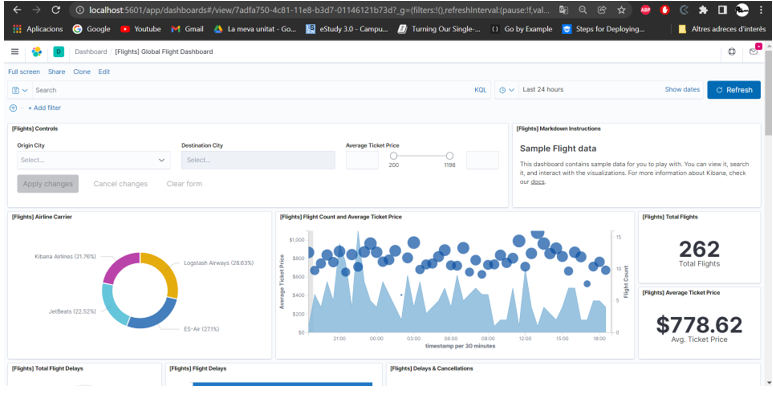 localhost:5601/app/dashboards#/view/7adfa750-4c81-11e8-b3d7-01146121b73d?_g=(filters:!(),refreshInterval:(pause:!f,val...
ABP
Aplicacions Google Youtube Gmail La meva unitat - Go... eStudy 3.0 - Campu... Turning Our Single-... Go by Example Steps for Deploying... Altres adreces d'interès
D Dashboard [Flights] Global Flight Dashboard
Full screen Share Clone Edit
Search KQL Last 24 hours Show dates Refresh
+ Add filter
[Flights] Controls
Origin City Destination City Average Ticket Price
Select... Select... 200 1198
Apply changes Cancel changes Clear form
[Flights] Markdown Instructions
Sample Flight data
This dashboard contains sample data for you to play with. You can view it, search
it, and interact with the visualizations. For more information about Kibana, check
our docs.
[Flights] Airline Carrier
Kibana Airlines (21.76%)
Logstash Airways (28.63%)
JetBeats (22.52%)
ES-Air (27.1%)
[Flights] Flight Count and Average Ticket Price
Average Ticket Price
$1,000
$800
$600
$400
$200
$0
21:00 00:00 03:00 06:00 09:00 12:00 15:00 18:00
timestamp per 30 minutes
15
10
5
0
Flight Count
[Flights] Total Flights
262
Total Flights
[Flights] Average Ticket Price
$778.62
Avg. Ticket Price
[Flights] Total Flight Delays [Flights] Flight Delays [Flights] Delays & Cancellations